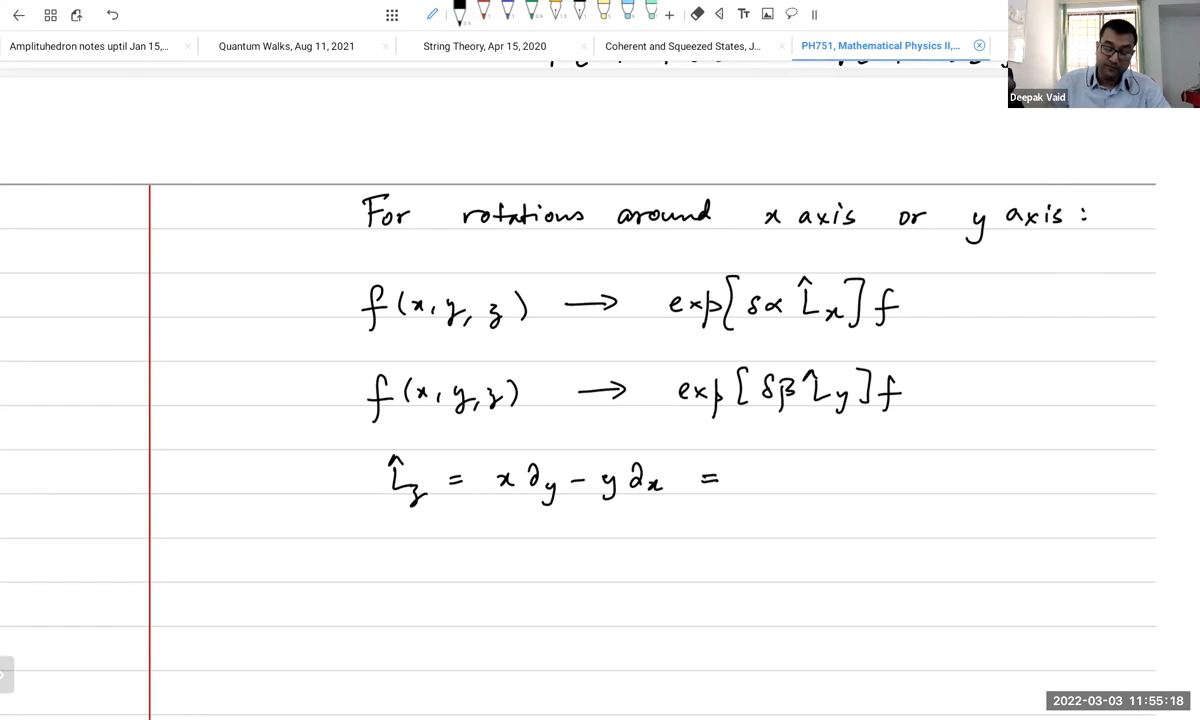 Amplituhedron notes uptil Jan 15,...
Quantum Walks, Aug 11, 2021
String Theory, Apr 15, 2020
Coherent and Squeezed States, J...
PH751, Mathematical Physics II,...
Deepak Vaid
For rotations around x axis or y axis :
f(x, y, z) → exp[δα L̂x] f
f(x, y, z) → exp[δβ L̂y] f
L̂z = x ∂y − y ∂x =
2022-03-03 11:55:18